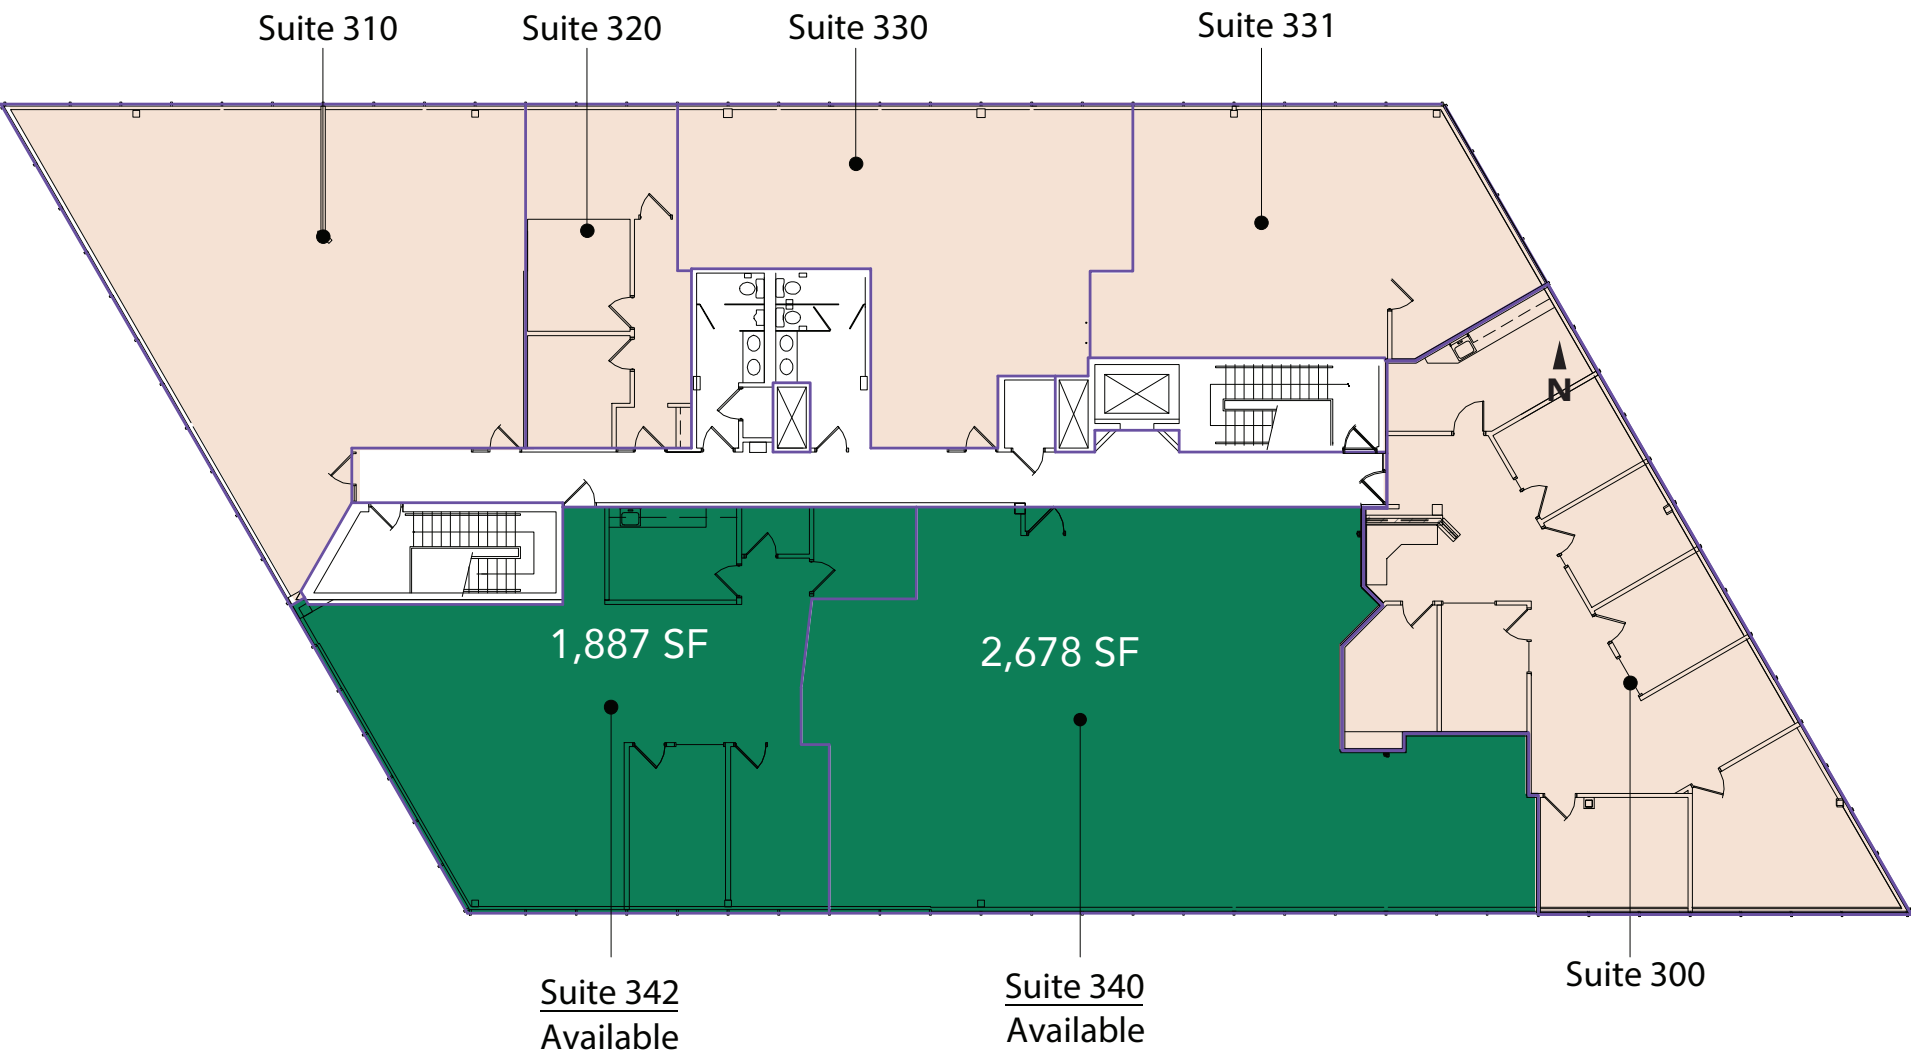 Suite 310
Suite 320
Suite 330
Suite 331
N
1,887 SF
2,678 SF
Suite 342
Available
Suite 340
Available
Suite 300